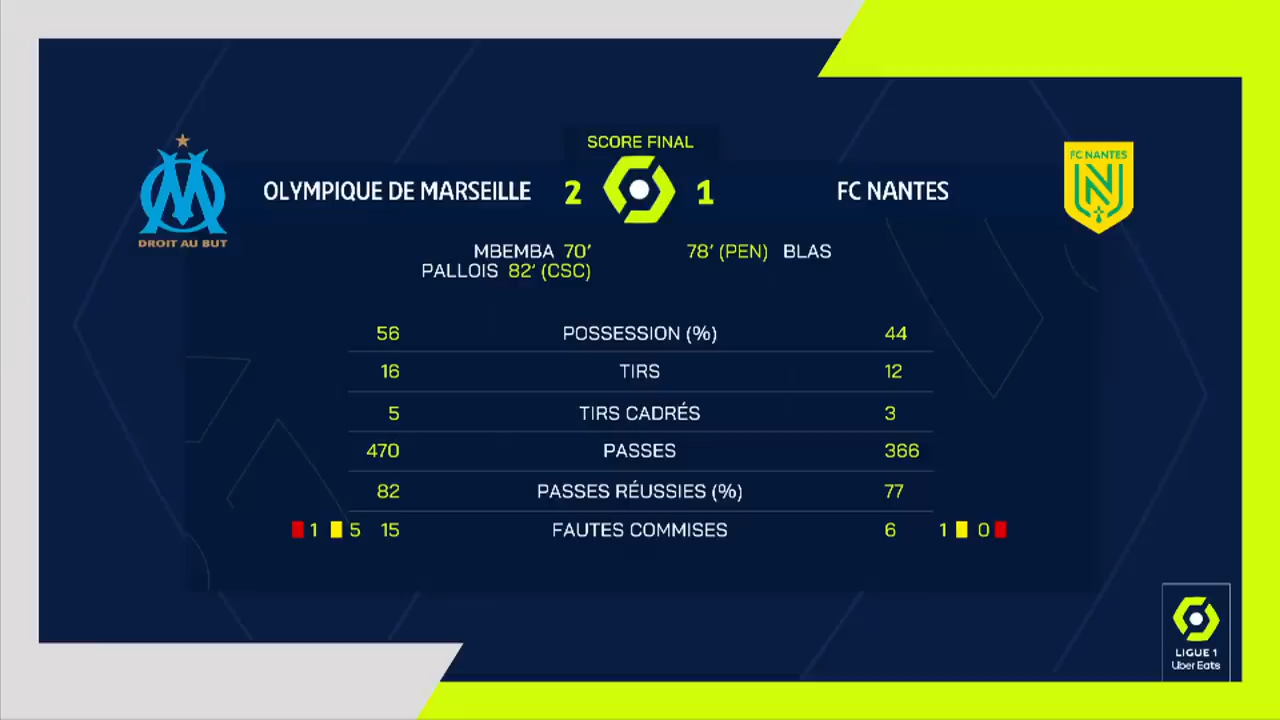 SCORE FINAL
OLYMPIQUE DE MARSEILLE 2 1 FC NANTES
DROIT AU BUT
FC NANTES
MBEMBA 70' 78' (PEN) BLAS
PALLOIS 82' (CSC)
56 POSSESSION (%) 44
16 TIRS 12
5 TIRS CADRÉS 3
470 PASSES 366
82 PASSES RÉUSSIES (%) 77
1 5 15 FAUTES COMMISES 6 1 0
LIGUE 1
Uber Eats